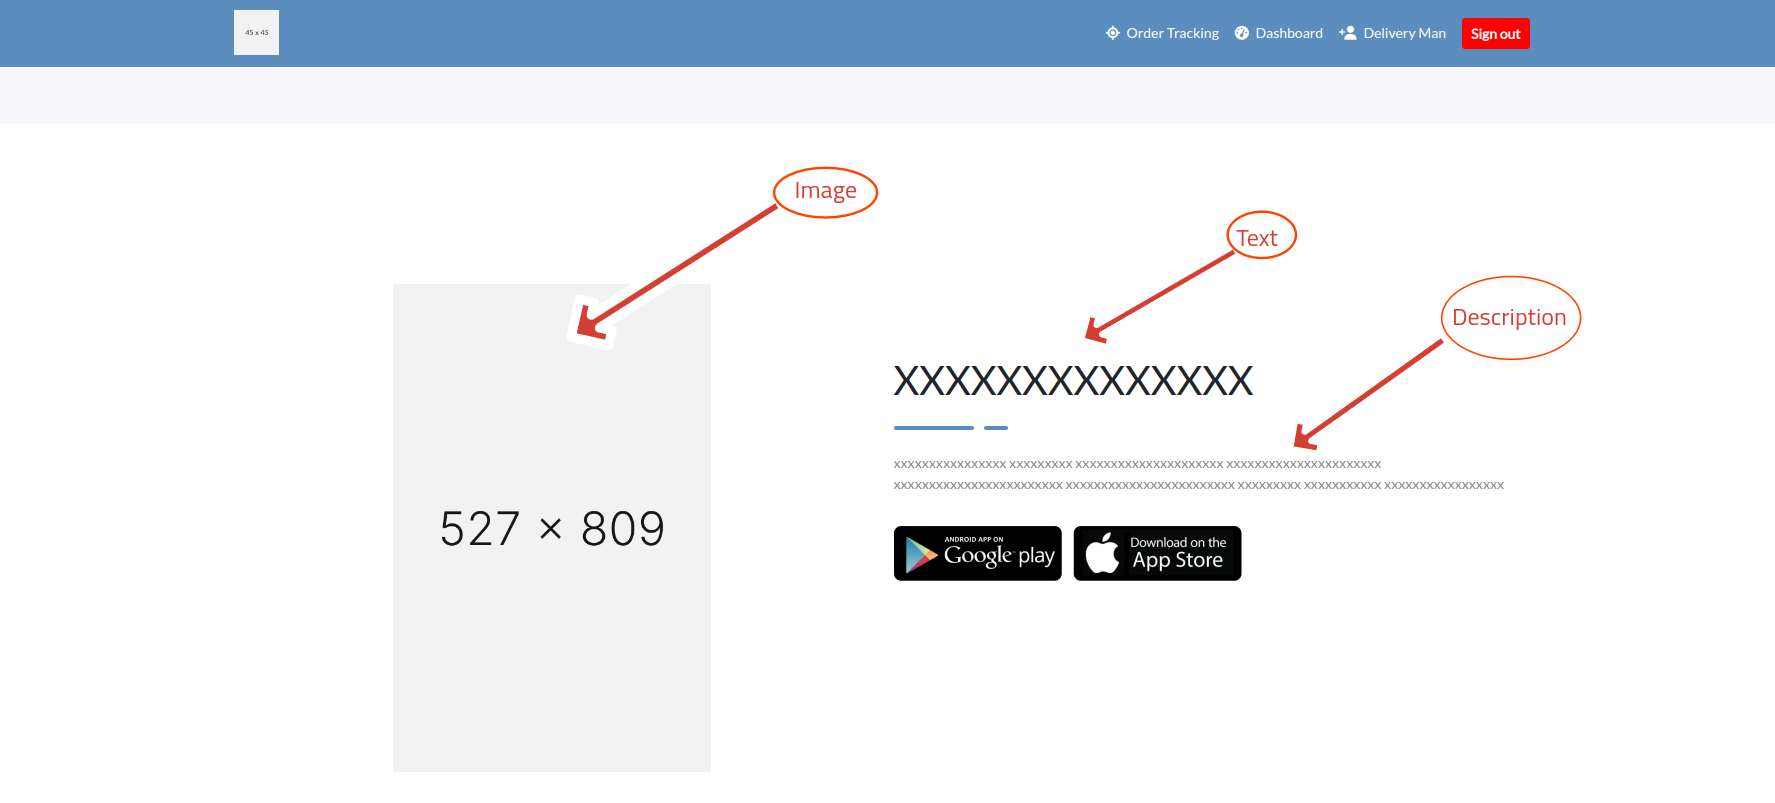 45 x 45
Order Tracking
Dashboard
Delivery Man
Sign out
Image
Text
Description
527 × 809
XXXXXXXXXXXXXX
xxxxxxxxxxxxxxxx xxxxxxxxx xxxxxxxxxxxxxxxxxxxxx xxxxxxxxxxxxxxxxxxxxxx
xxxxxxxxxxxxxxxxxxxxxxxx xxxxxxxxxxxxxxxxxxxxxxxx xxxxxxxxx xxxxxxxxxxx xxxxxxxxxxxxxxxxx
ANDROID APP ON
Google play
Download on the
App Store